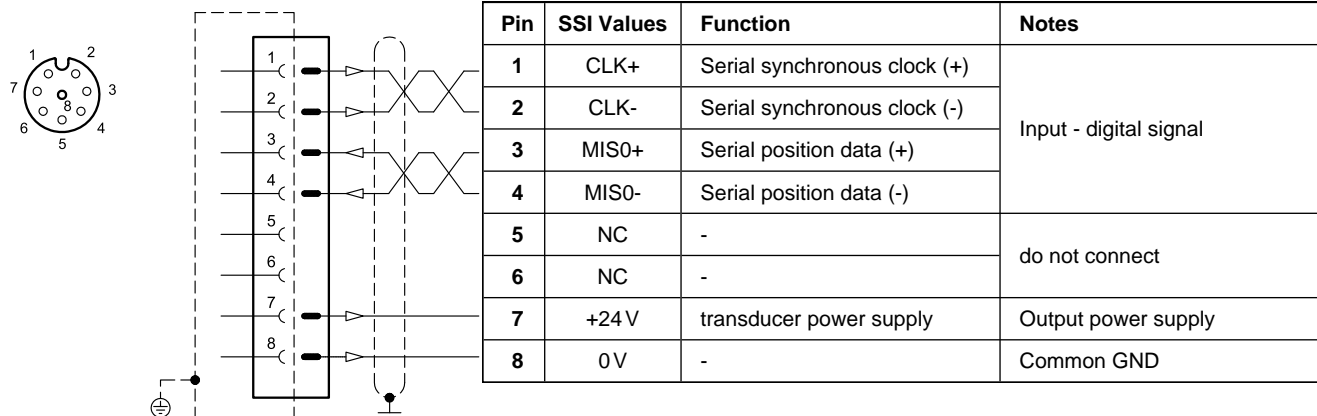 1 2
7 8 3
6 5 4
1
2
3
4
5
6
7
8
Pin SSI Values Function Notes
1 CLK+ Serial synchronous clock (+) Input - digital signal
2 CLK- Serial synchronous clock (-)
3 MIS0+ Serial position data (+)
4 MIS0- Serial position data (-)
5 NC - do not connect
6 NC -
7 +24 V transducer power supply Output power supply
8 0 V - Common GND